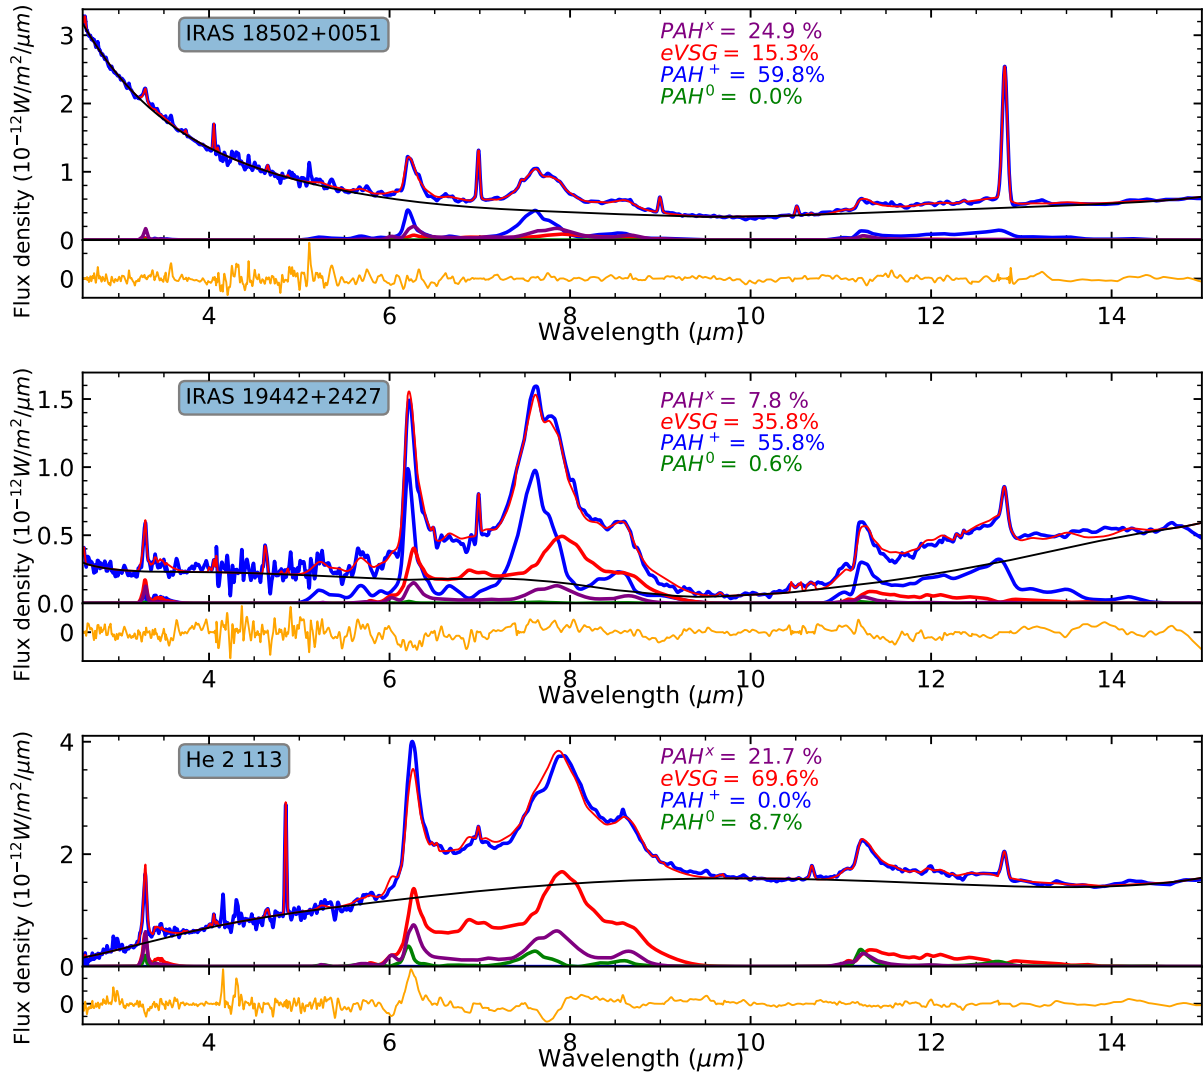 IRAS 18502+0051
PAH^x = 24.9 %
eVSG = 15.3%
PAH^+ = 59.8%
PAH^0 = 0.0%
Flux density (10^−12 W/m^2/μm)
3
2
1
0
0
4 6 8 10 12 14
Wavelength (μm)
IRAS 19442+2427
PAH^x = 7.8 %
eVSG = 35.8%
PAH^+ = 55.8%
PAH^0 = 0.6%
Flux density (10^−12 W/m^2/μm)
1.5
1.0
0.5
0.0
0
4 6 8 10 12 14
Wavelength (μm)
He 2 113
PAH^x = 21.7 %
eVSG = 69.6%
PAH^+ = 0.0%
PAH^0 = 8.7%
Flux density (10^−12 W/m^2/μm)
4
2
0
0
4 6 8 10 12 14
Wavelength (μm)